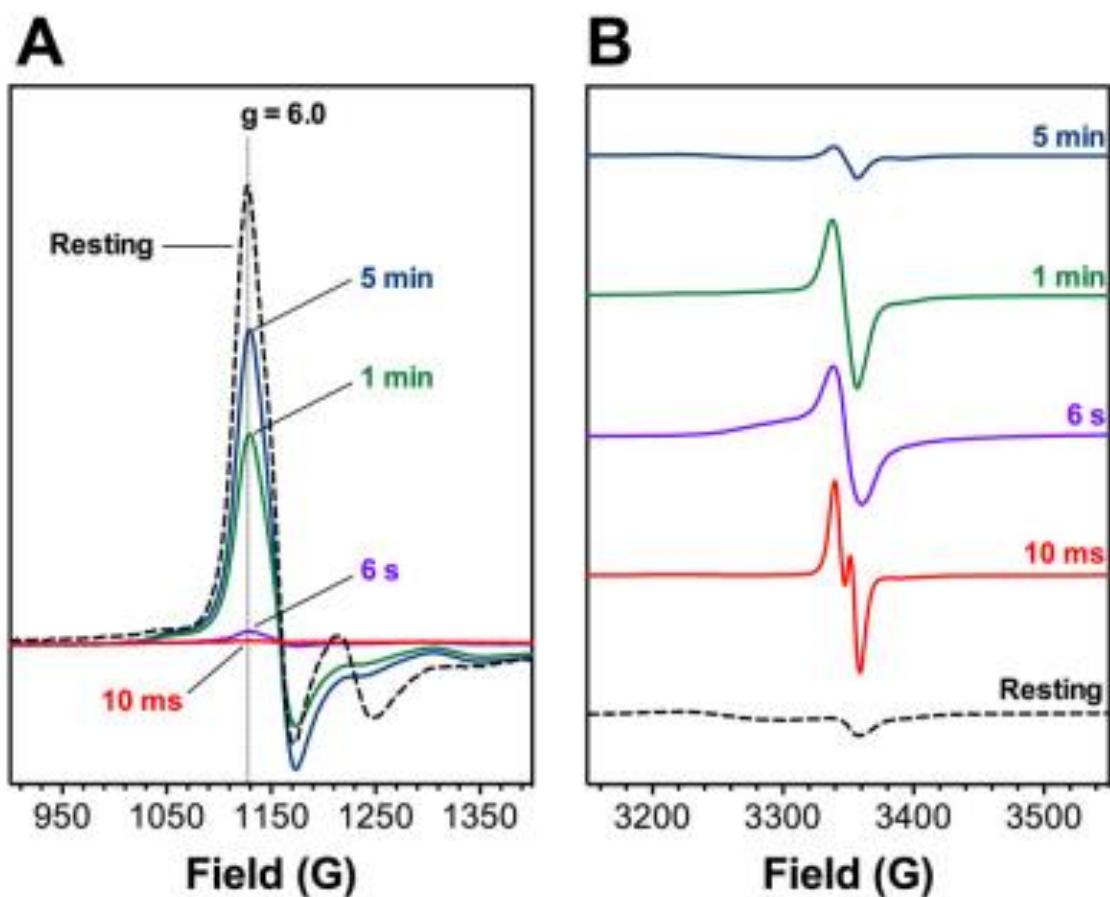 A
g = 6.0
Resting
5 min
1 min
6 s
10 ms
950 1050 1150 1250 1350
Field (G)
B
5 min
1 min
6 s
10 ms
Resting
3200 3300 3400 3500
Field (G)